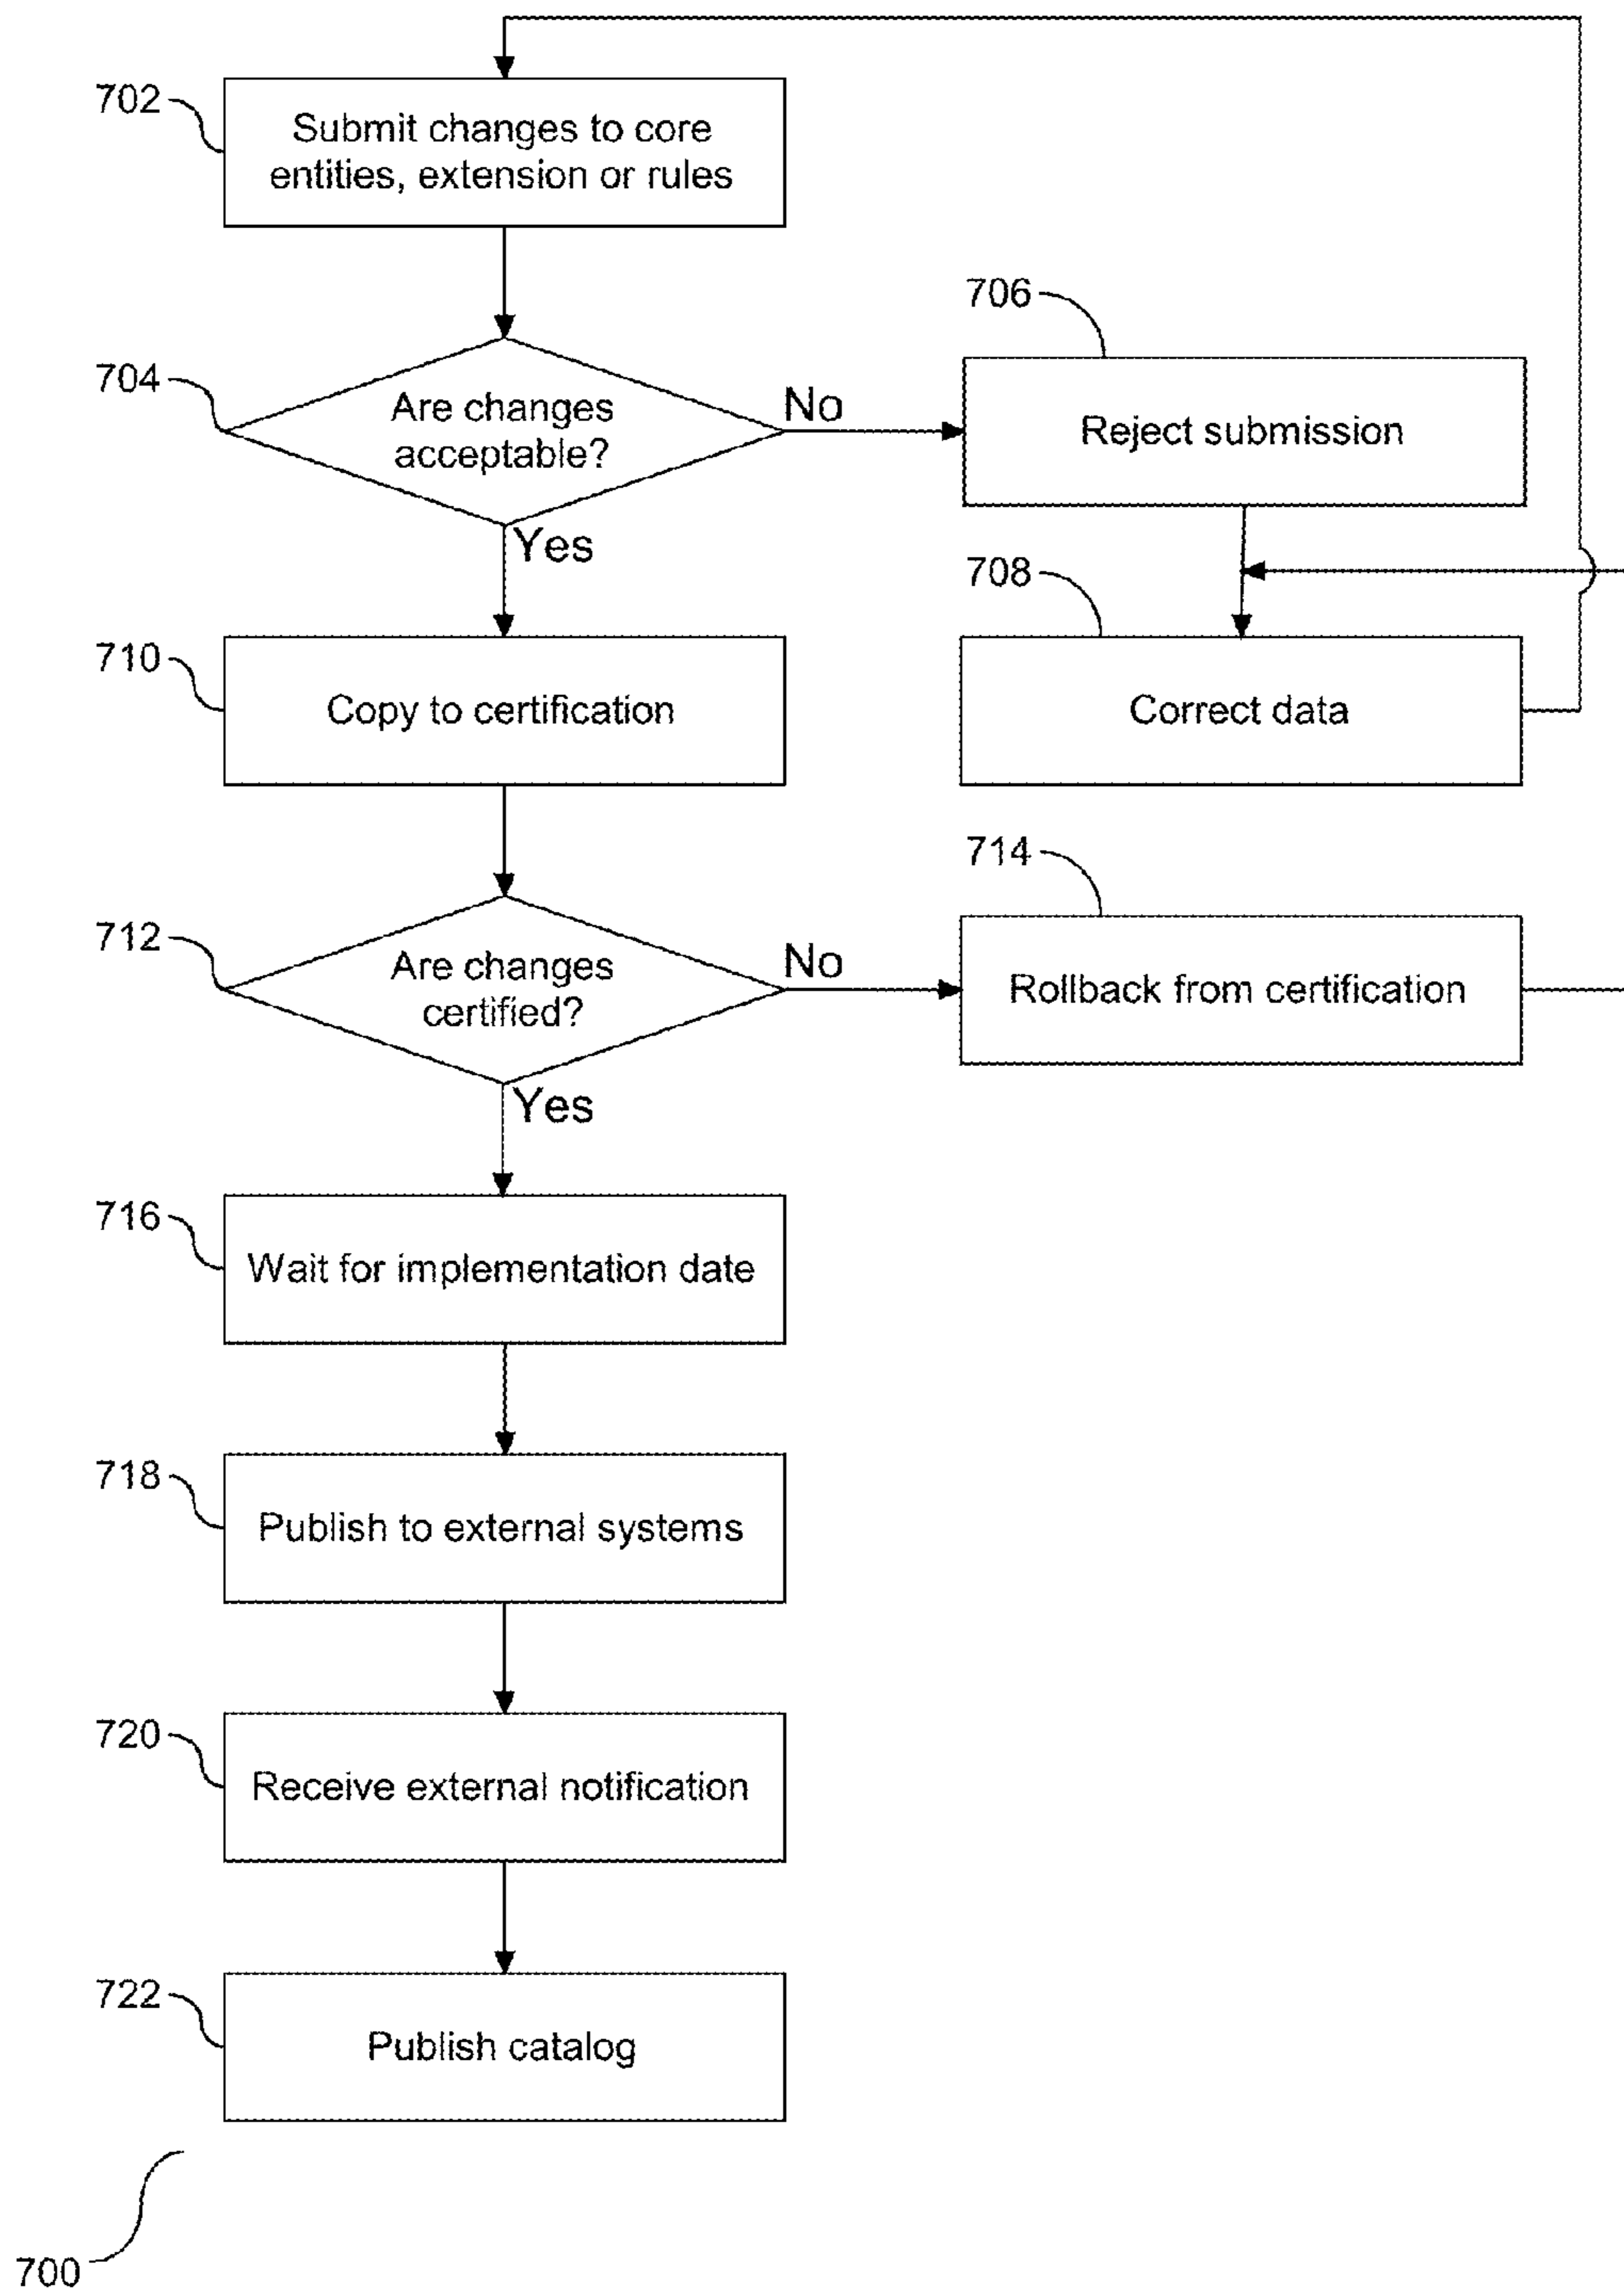 702
Submit changes to core
entities, extension or rules
704
Are changes
acceptable?
No
Yes
706
Reject submission
708
Correct data
710
Copy to certification
712
Are changes
certified?
No
Yes
714
Rollback from certification
716
Wait for implementation date
718
Publish to external systems
720
Receive external notification
722
Publish catalog
700